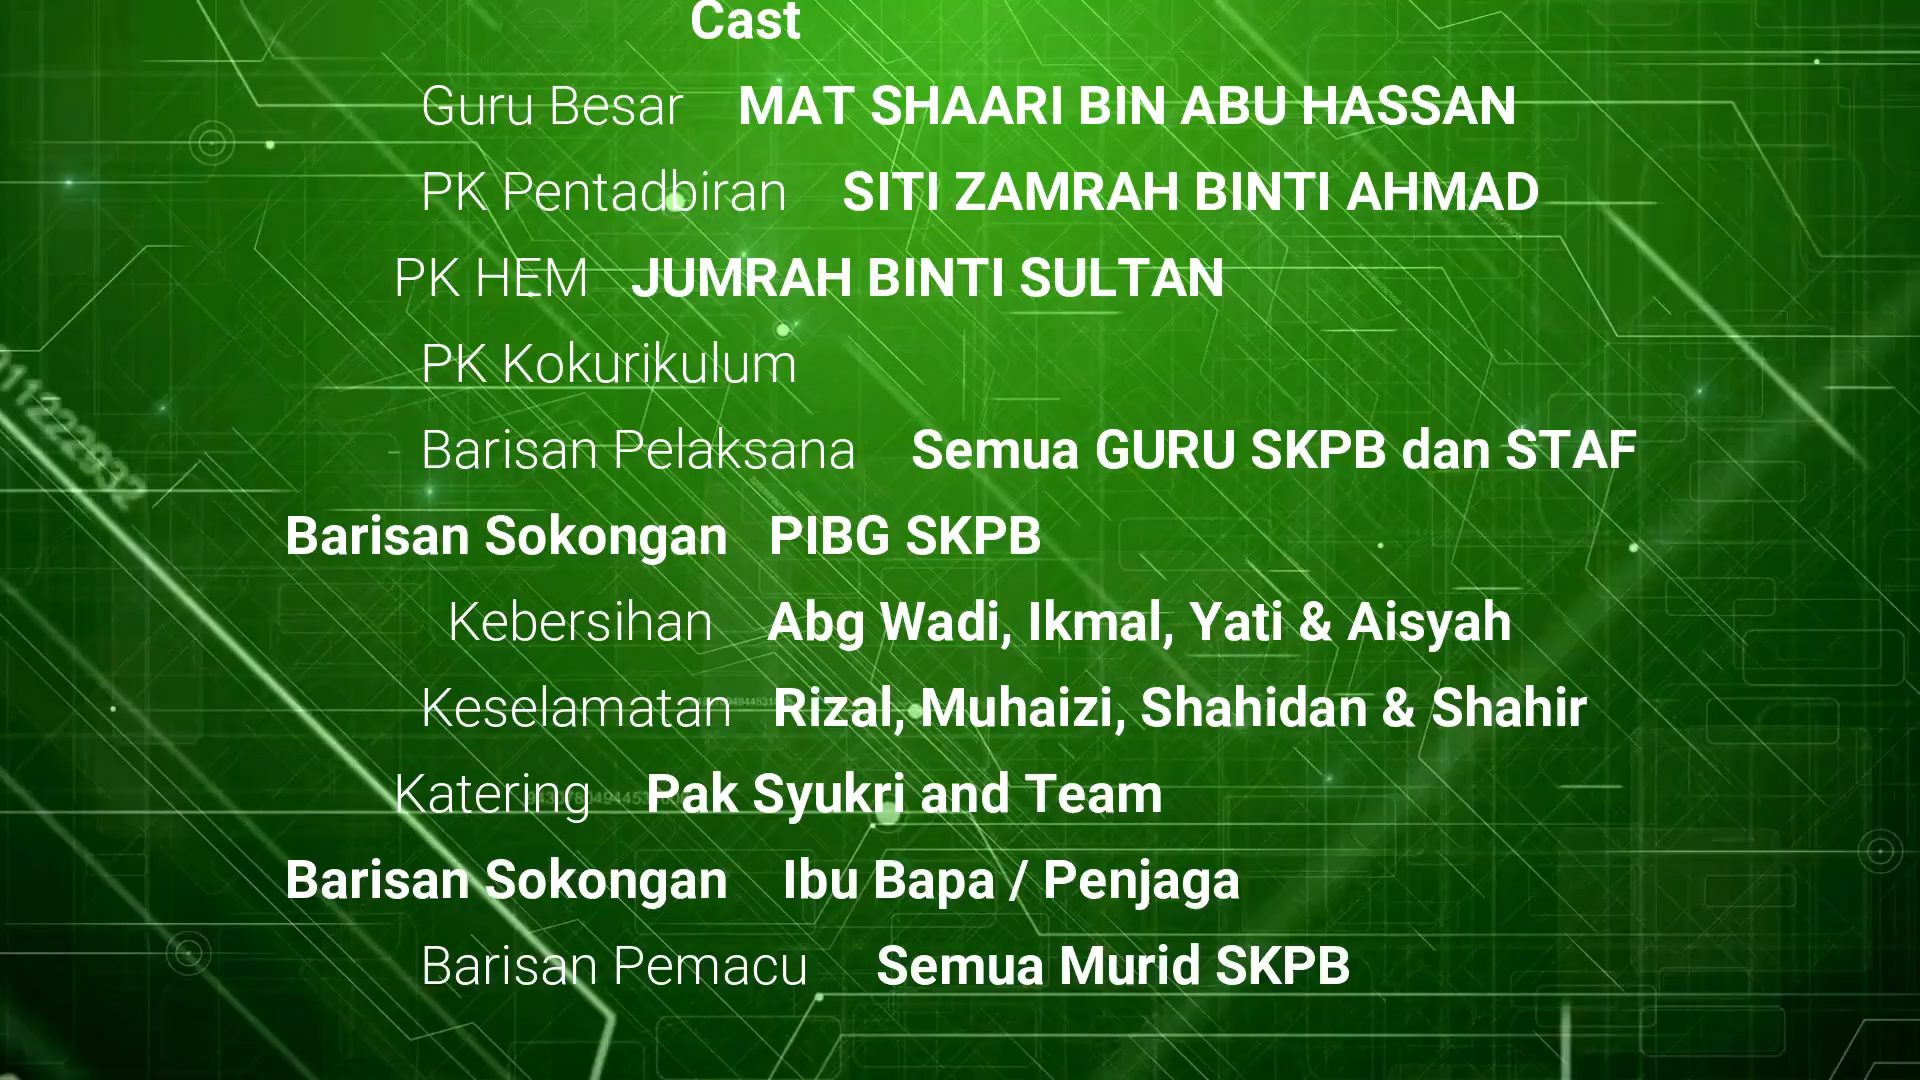 Cast
Guru Besar MAT SHAARI BIN ABU HASSAN
PK Pentadbiran SITI ZAMRAH BINTI AHMAD
PK HEM JUMRAH BINTI SULTAN
PK Kokurikulum
Barisan Pelaksana Semua GURU SKPB dan STAF
Barisan Sokongan PIBG SKPB
Kebersihan Abg Wadi, Ikmal, Yati & Aisyah
Keselamatan Rizal, Muhaizi, Shahidan & Shahir
Katering Pak Syukri and Team
Barisan Sokongan Ibu Bapa / Penjaga
Barisan Pemacu Semua Murid SKPB